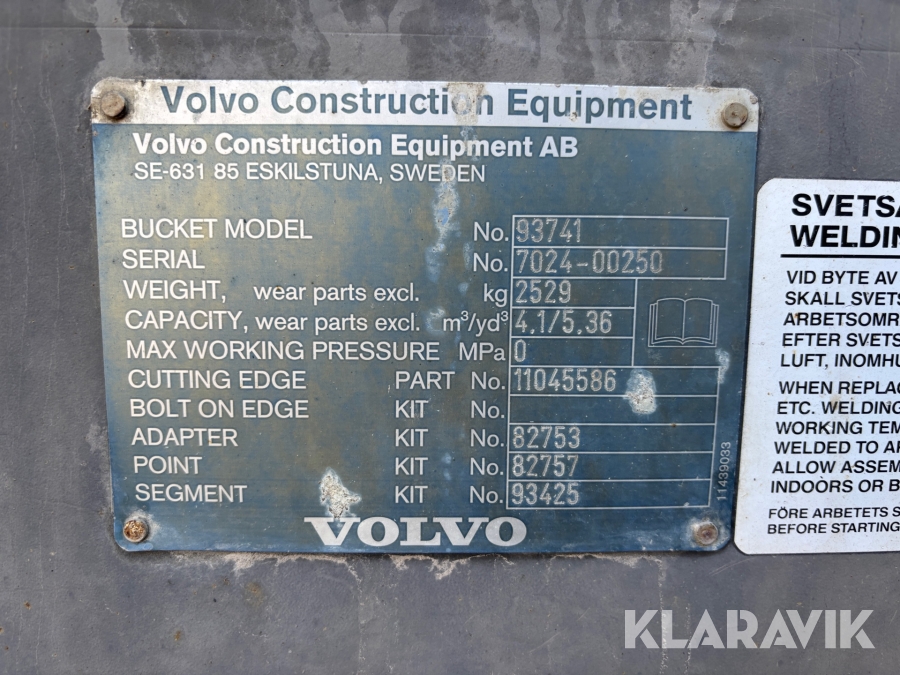 Volvo Construction Equipment
Volvo Construction Equipment AB
SE-631 85 ESKILSTUNA, SWEDEN
BUCKET MODEL No. 93741
SERIAL No. 7024-00250
WEIGHT, wear parts excl. kg 2529
CAPACITY, wear parts excl. m³/yd³ 4,1/5,36
MAX WORKING PRESSURE MPa 0
CUTTING EDGE PART No. 11045586
BOLT ON EDGE KIT No.
ADAPTER KIT No. 82753
POINT KIT No. 82757
SEGMENT KIT No. 93425
11439033
VOLVO
WELDIN
VID BYTE AV
SKALL SVETS
ARBETSOMR
EFTER SVETS
LUFT, INOMHU
WHEN REPLAC
ETC. WELDING
WORKING TEM
WELDED TO A
ALLOW ASSEM
INDOORS OR B
FÖRE ARBETETS S
BEFORE STARTING
KLARAVIK